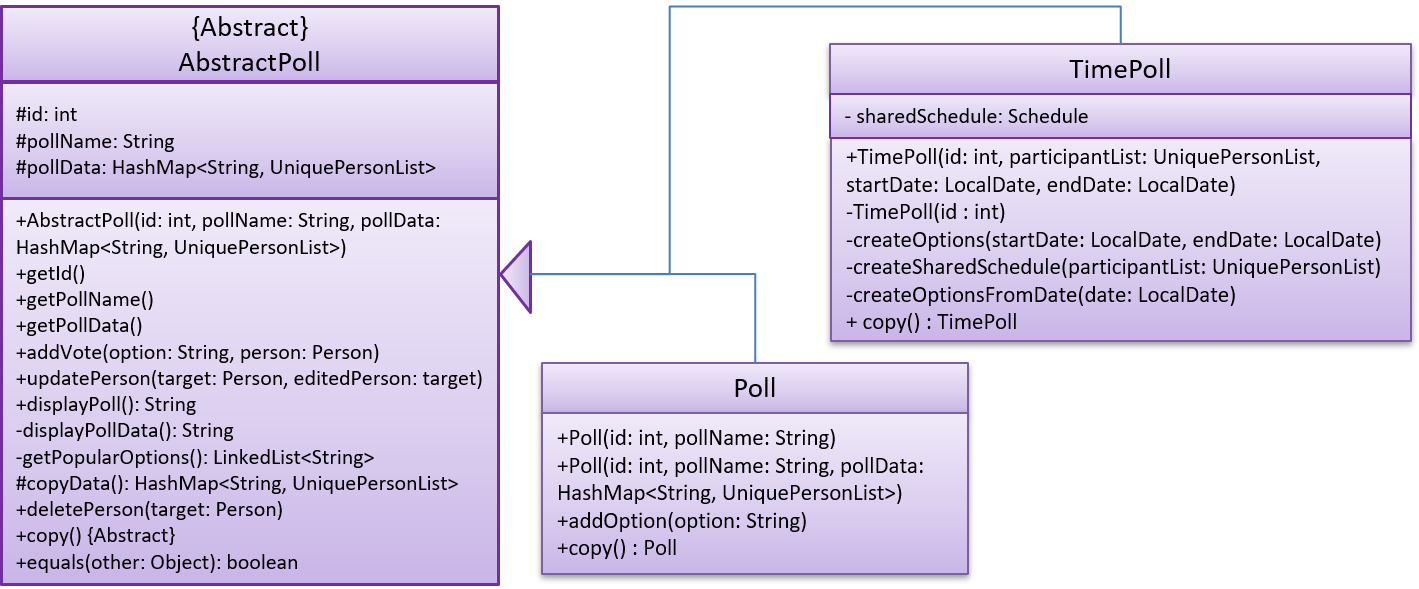 {Abstract}
AbstractPoll
#id: int
#pollName: String
#pollData: HashMap<String, UniquePersonList>
+AbstractPoll(id: int, pollName: String, pollData:
HashMap<String, UniquePersonList>)
+getId()
+getPollName()
+getPollData()
+addVote(option: String, person: Person)
+updatePerson(target: Person, editedPerson: target)
+displayPoll(): String
-displayPollData(): String
-getPopularOptions(): LinkedList<String>
#copyData(): HashMap<String, UniquePersonList>
+deletePerson(target: Person)
+copy() {Abstract}
+equals(other: Object): boolean
TimePoll
- sharedSchedule: Schedule
+TimePoll(id: int, participantList: UniquePersonList,
startDate: LocalDate, endDate: LocalDate)
-TimePoll(id : int)
-createOptions(startDate: LocalDate, endDate: LocalDate)
-createSharedSchedule(participantList: UniquePersonList)
-createOptionsFromDate(date: LocalDate)
+ copy() : TimePoll
Poll
+Poll(id: int, pollName: String)
+Poll(id: int, pollName: String, pollData:
HashMap<String, UniquePersonList>)
+addOption(option: String)
+copy() : Poll